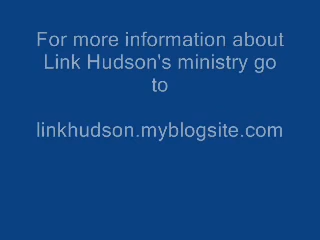 For more information about
Link Hudson's ministry go
to
linkhudson.myblogsite.com